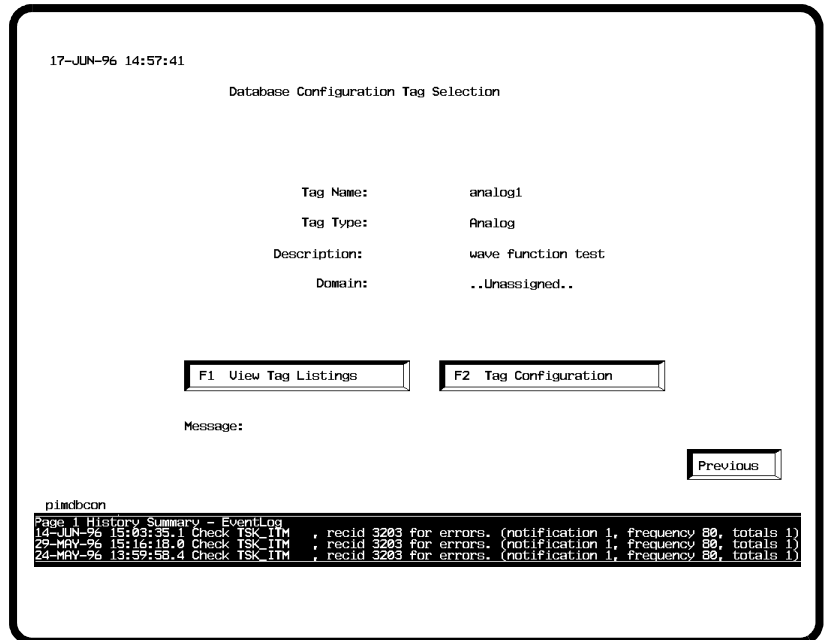 17-JUN-96 14:57:41
Database Configuration Tag Selection
Tag Name: analog1
Tag Type: Analog
Description: wave function test
Domain: ..Unassigned..
F1 View Tag Listings F2 Tag Configuration
Message:
Previous
pimdbcon
Page 1 History Summary - EventLog
14-JUN-96 15:03:35.1 Check TSK_ITM , recid 3203 for errors. (notification 1, frequency 80, totals 1)
29-MAY-96 15:16:18.0 Check TSK_ITM , recid 3203 for errors. (notification 1, frequency 80, totals 1)
24-MAY-96 13:59:58.4 Check TSK_ITM , recid 3203 for errors. (notification 1, frequency 80, totals 1)